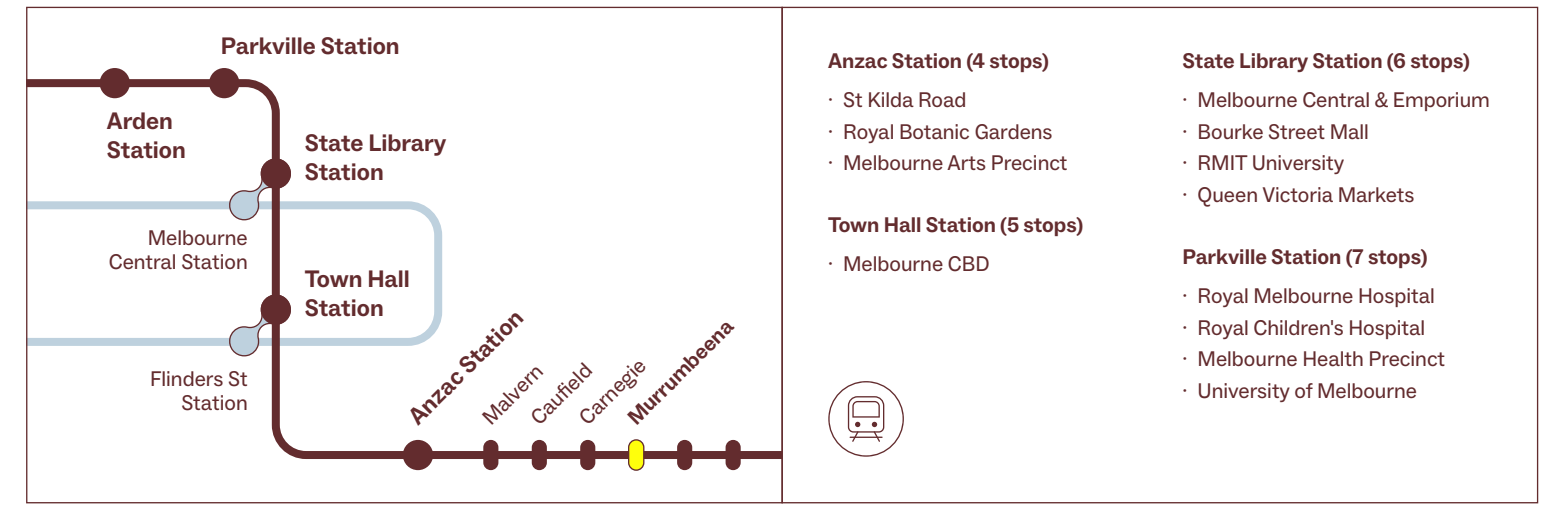 Parkville Station
Arden
Station
State Library
Station
Melbourne
Central Station
Town Hall
Station
Flinders St
Station
Anzac Station
Malvern
Caufield
Carnegie
Murrumbeena
Anzac Station (4 stops)
· St Kilda Road
· Royal Botanic Gardens
· Melbourne Arts Precinct
Town Hall Station (5 stops)
· Melbourne CBD
State Library Station (6 stops)
· Melbourne Central & Emporium
· Bourke Street Mall
· RMIT University
· Queen Victoria Markets
Parkville Station (7 stops)
· Royal Melbourne Hospital
· Royal Children's Hospital
· Melbourne Health Precinct
· University of Melbourne